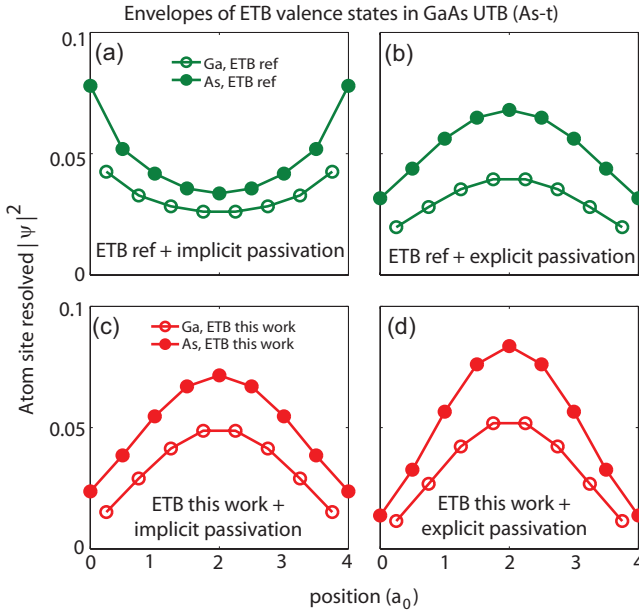 Envelopes of ETB valence states in GaAs UTB (As-t)
0.1
(a)
(b)
Ga, ETB ref
As, ETB ref
0.05
ETB ref + implicit passivation
ETB ref + explicit passivation
0
Atom site resolved |ψ|²
0.1
(c)
(d)
Ga, ETB this work
As, ETB this work
0.05
ETB this work +
implicit passivation
ETB this work +
explicit passivation
0
0 1 2 3 4 0 1 2 3 4
position (a₀)